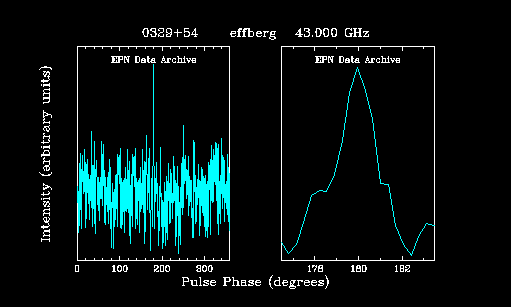 0329+54 effberg 43.000 GHz
EPN Data Archive EPN Data Archive
Intensity (arbitrary units)
0 100 200 300 178 180 182
Pulse Phase (degrees)